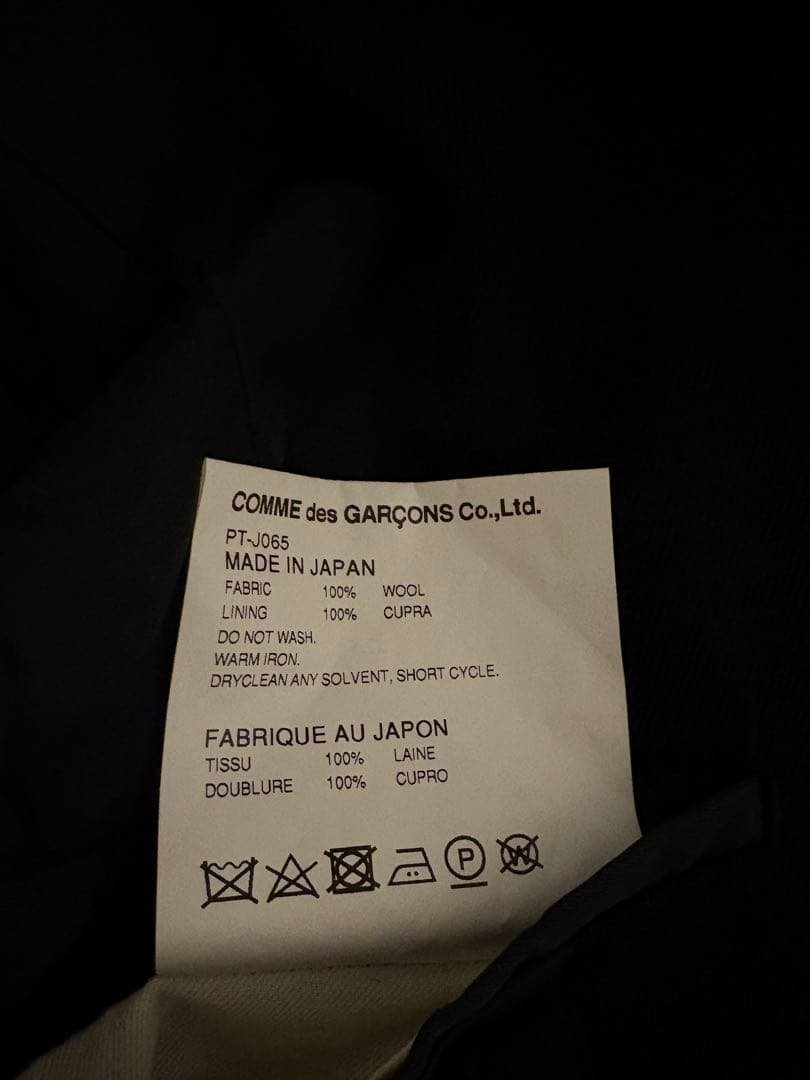 COMME des GARÇONS Co.,Ltd.
PT-J065
MADE IN JAPAN
FABRIC 100% WOOL
LINING 100% CUPRA
DO NOT WASH.
WARM IRON.
DRYCLEAN ANY SOLVENT, SHORT CYCLE.
FABRIQUE AU JAPON
TISSU 100% LAINE
DOUBLURE 100% CUPRO
P W